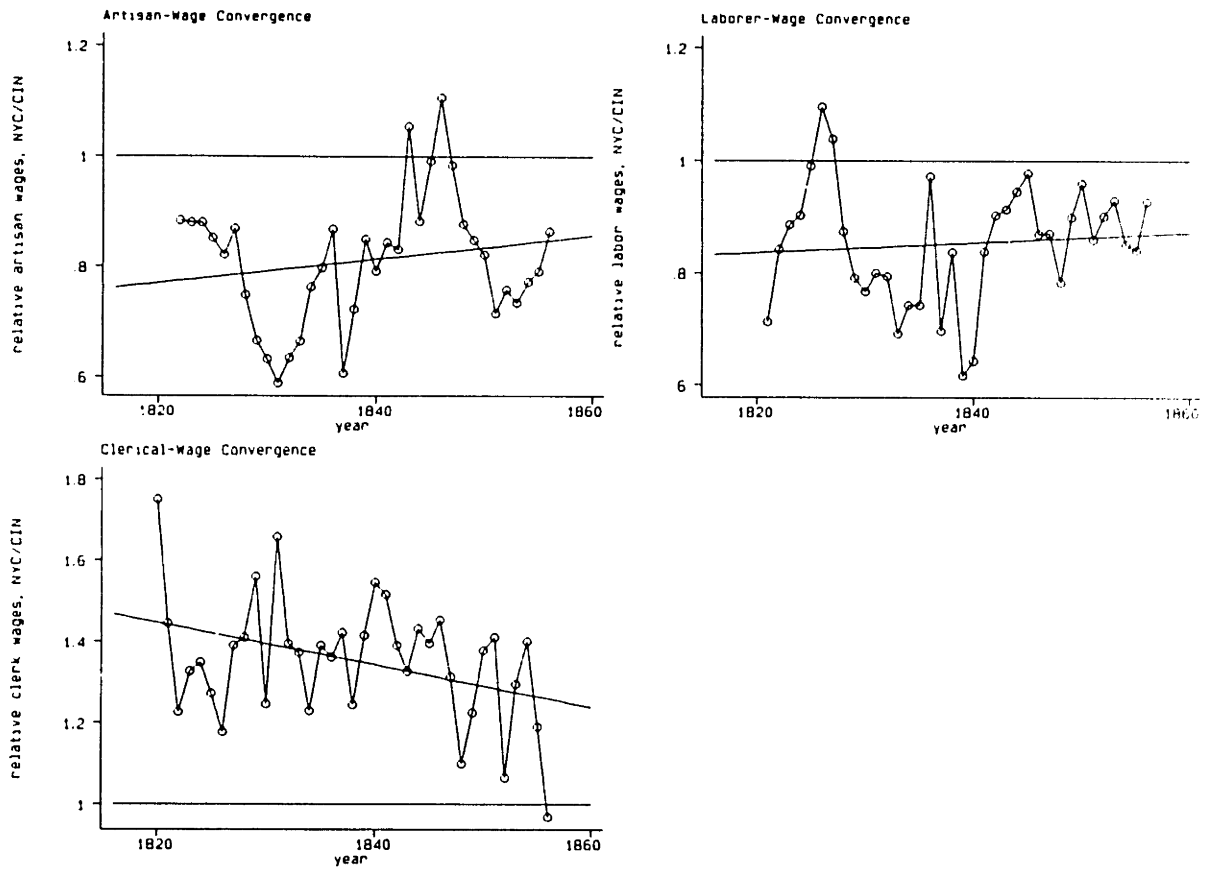 Artisan-Wage Convergence
relative artisan wages, NYC/CIN
1.2
1
.8
6
1820
1840
1860
year
Laborer-Wage Convergence
relative labor wages, NYC/CIN
1.2
1
.8
6
1820
1840
1860
year
Clerical-Wage Convergence
relative clerk wages, NYC/CIN
1.8
1.6
1.4
1.2
1
1820
1840
1860
year